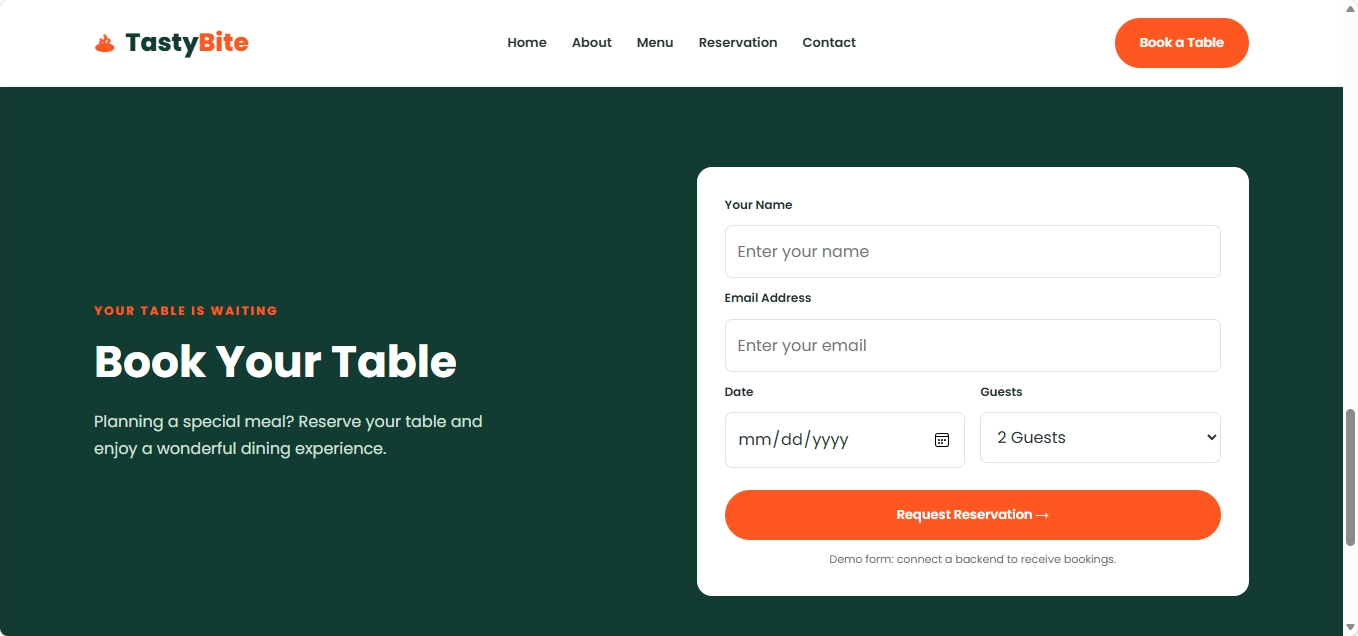 TastyBite
Home About Menu Reservation Contact
Book a Table
YOUR TABLE IS WAITING
Book Your Table
Planning a special meal? Reserve your table and
enjoy a wonderful dining experience.
Your Name
Enter your name
Email Address
Enter your email
Date Guests
mm/dd/yyyy 2 Guests
Request Reservation →
Demo form: connect a backend to receive bookings.